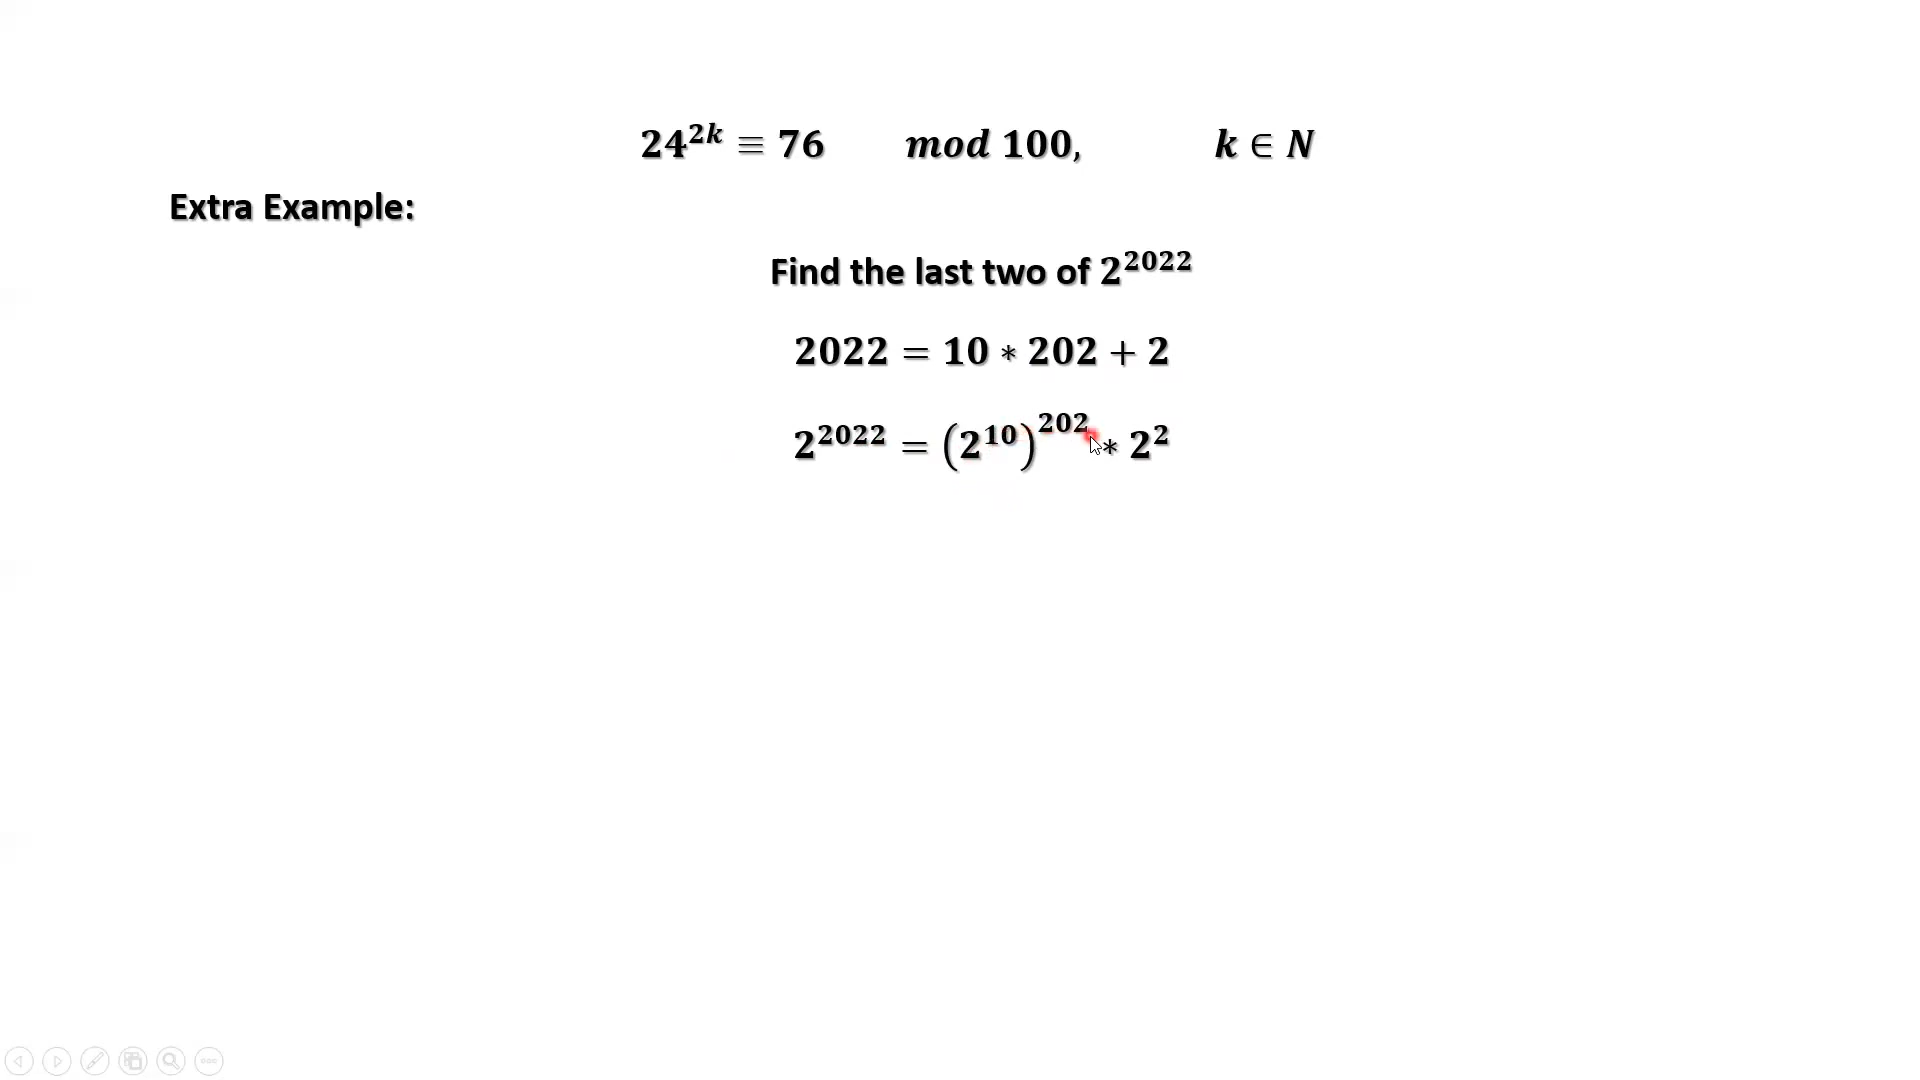 24^{2k} ≡ 76 mod 100, k ∈ N
Extra Example:
Find the last two of 2^{2022}
2022 = 10 * 202 + 2
2^{2022} = (2^{10})^{202} * 2^2